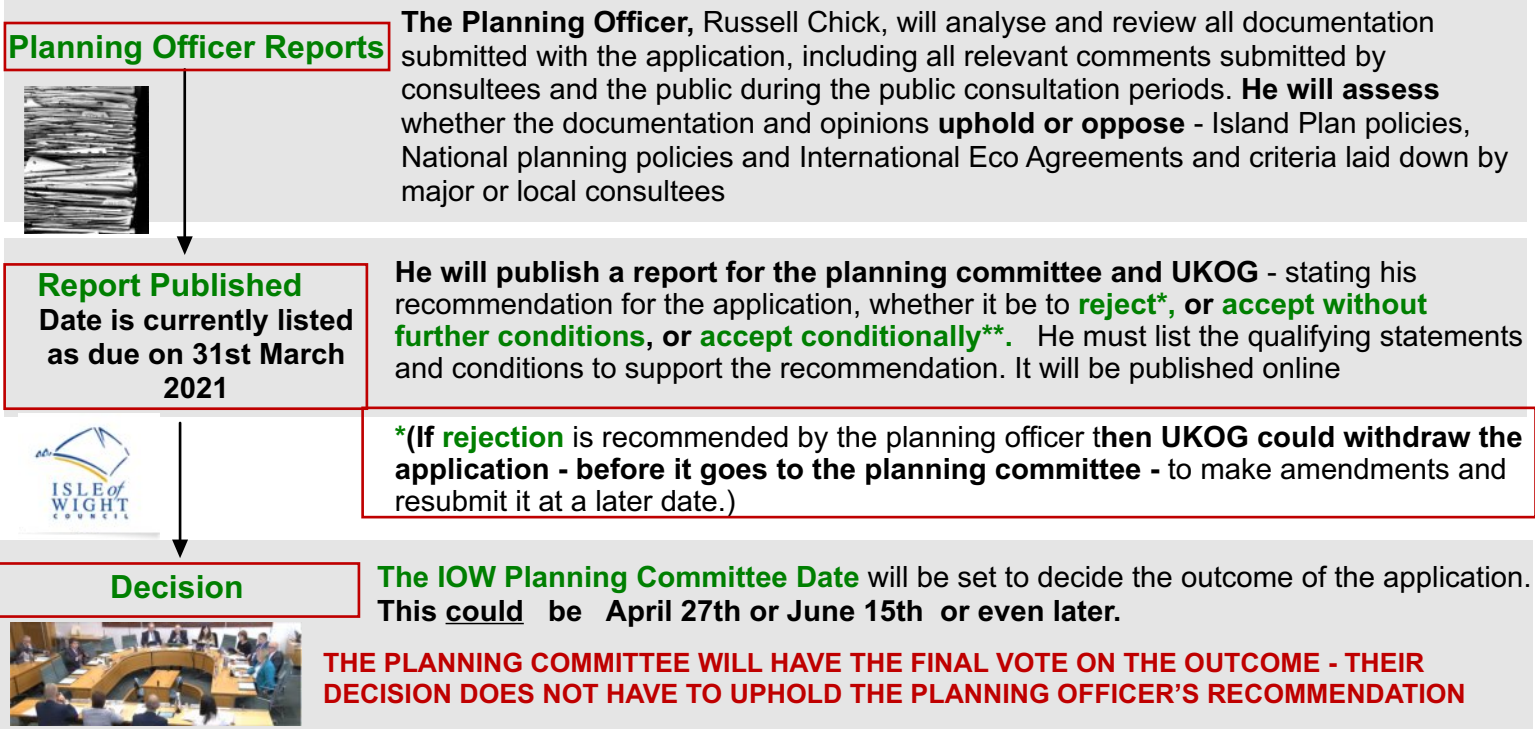 Planning Officer Reports
The Planning Officer, Russell Chick, will analyse and review all documentation
submitted with the application, including all relevant comments submitted by
consultees and the public during the public consultation periods. He will assess
whether the documentation and opinions uphold or oppose - Island Plan policies,
National planning policies and International Eco Agreements and criteria laid down by
major or local consultees
Report Published
Date is currently listed
as due on 31st March
2021
He will publish a report for the planning committee and UKOG - stating his
recommendation for the application, whether it be to reject*, or accept without
further conditions, or accept conditionally**. He must list the qualifying statements
and conditions to support the recommendation. It will be published online
*(If rejection is recommended by the planning officer then UKOG could withdraw the
application - before it goes to the planning committee - to make amendments and
resubmit it at a later date.)
ISLE of
WIGHT
COUNCIL
Decision
The IOW Planning Committee Date will be set to decide the outcome of the application.
This could be April 27th or June 15th or even later.
THE PLANNING COMMITTEE WILL HAVE THE FINAL VOTE ON THE OUTCOME - THEIR
DECISION DOES NOT HAVE TO UPHOLD THE PLANNING OFFICER'S RECOMMENDATION